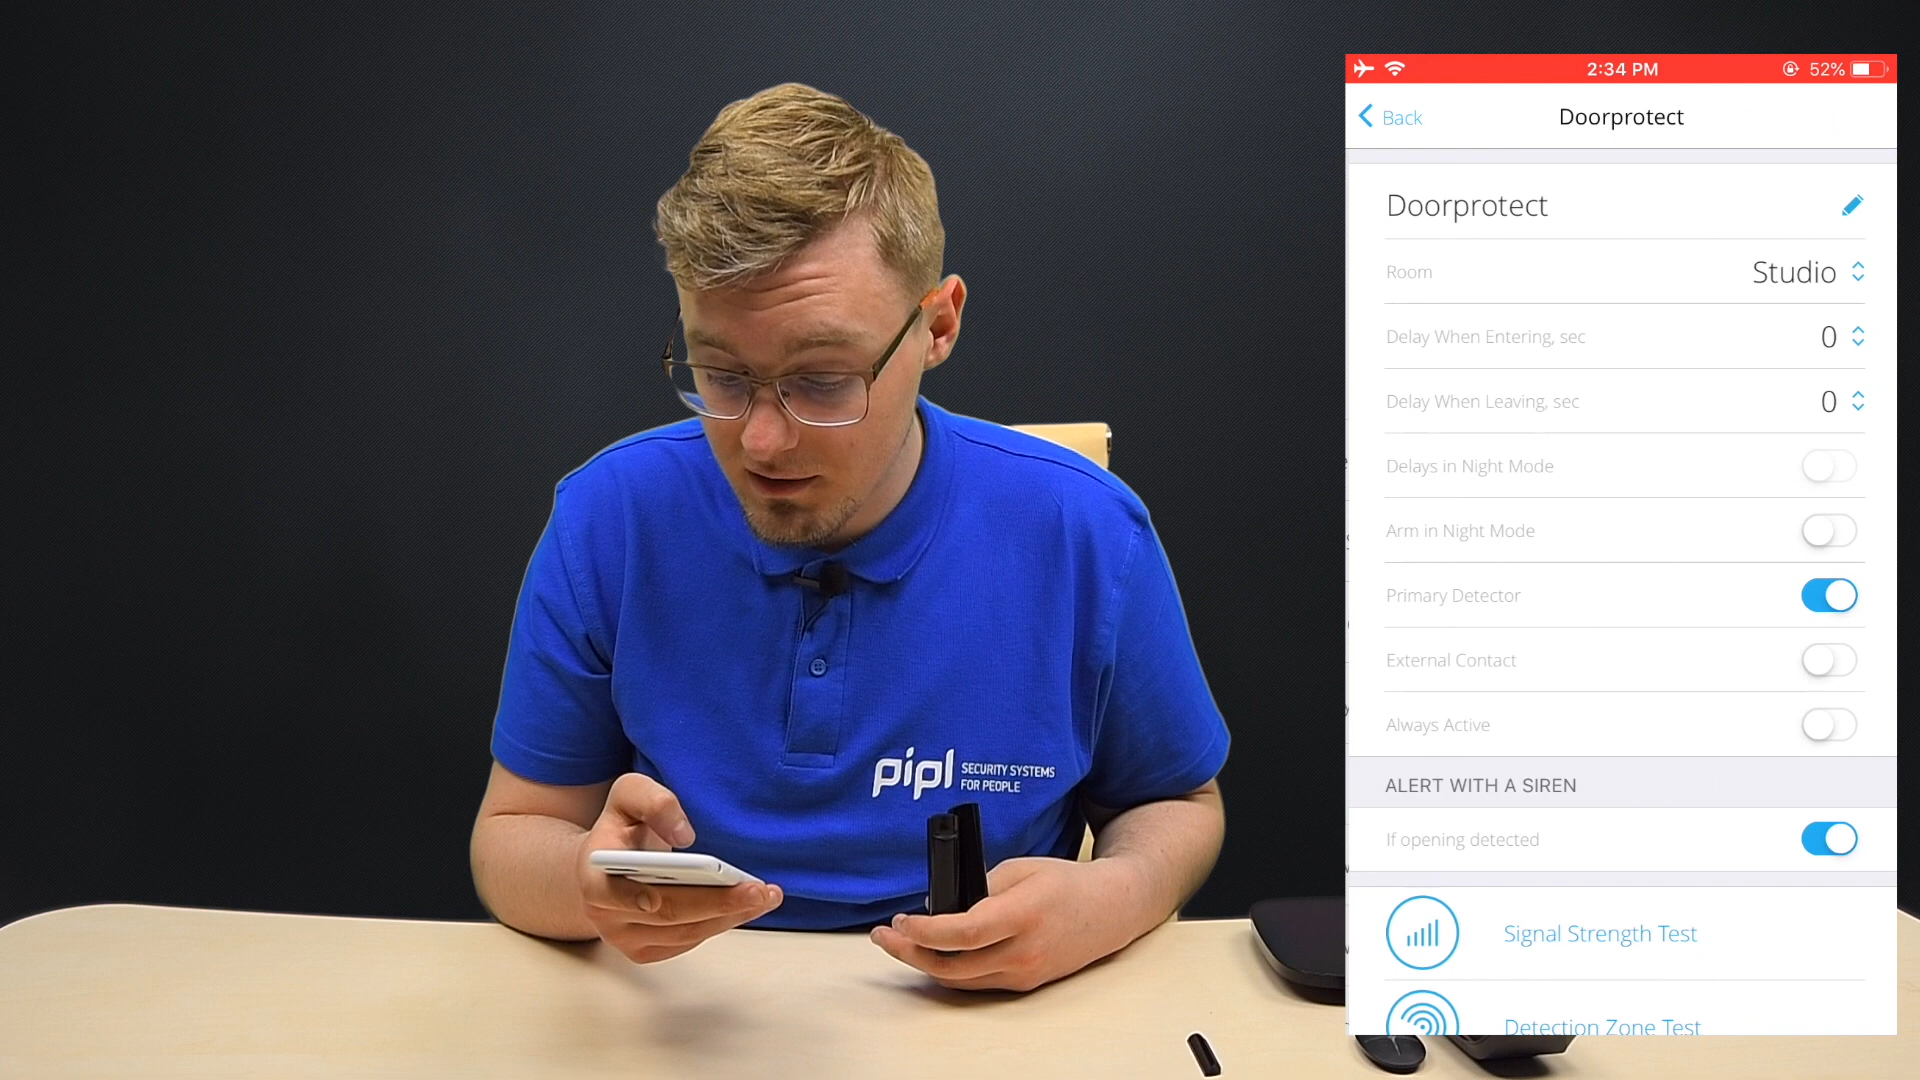 2:34 PM
52%
Back
Doorprotect
Doorprotect
Room
Studio
Delay When Entering, sec
0
Delay When Leaving, sec
0
Delays in Night Mode
Arm in Night Mode
Primary Detector
External Contact
Always Active
ALERT WITH A SIREN
If opening detected
Signal Strength Test
Detection Zone Test
pipl SECURITY SYSTEMS
FOR PEOPLE